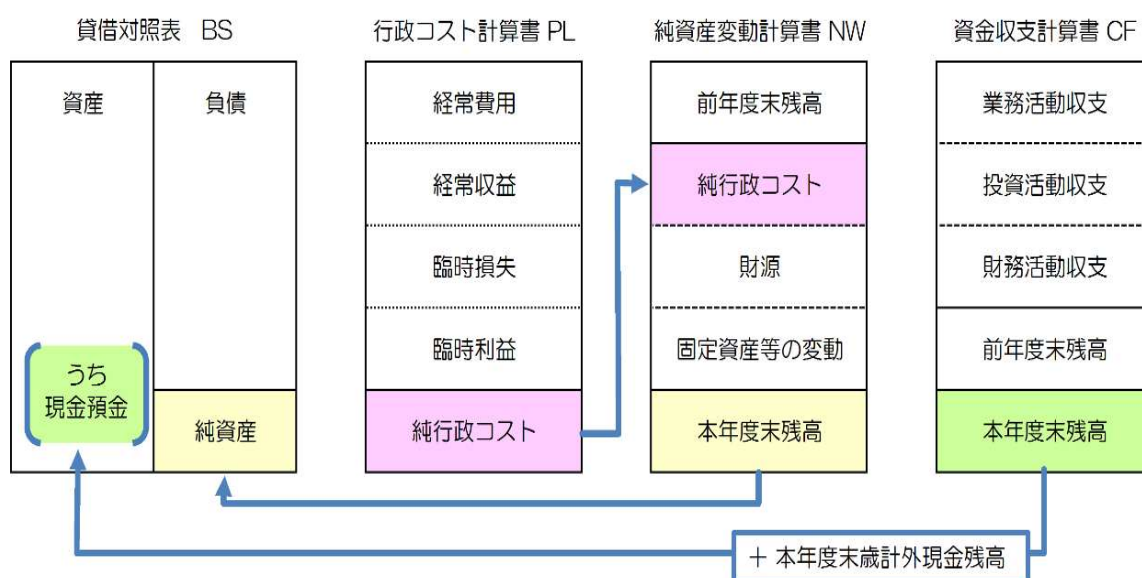 貸借対照表 BS
資産
負債
うち
現金預金
純資産
行政コスト計算書 PL
経常費用
経常収益
臨時損失
臨時利益
純行政コスト
純資産変動計算書 NW
前年度末残高
純行政コスト
財源
固定資産等の変動
本年度末残高
資金収支計算書 CF
業務活動収支
投資活動収支
財務活動収支
前年度末残高
本年度末残高
＋ 本年度末歳計外現金残高